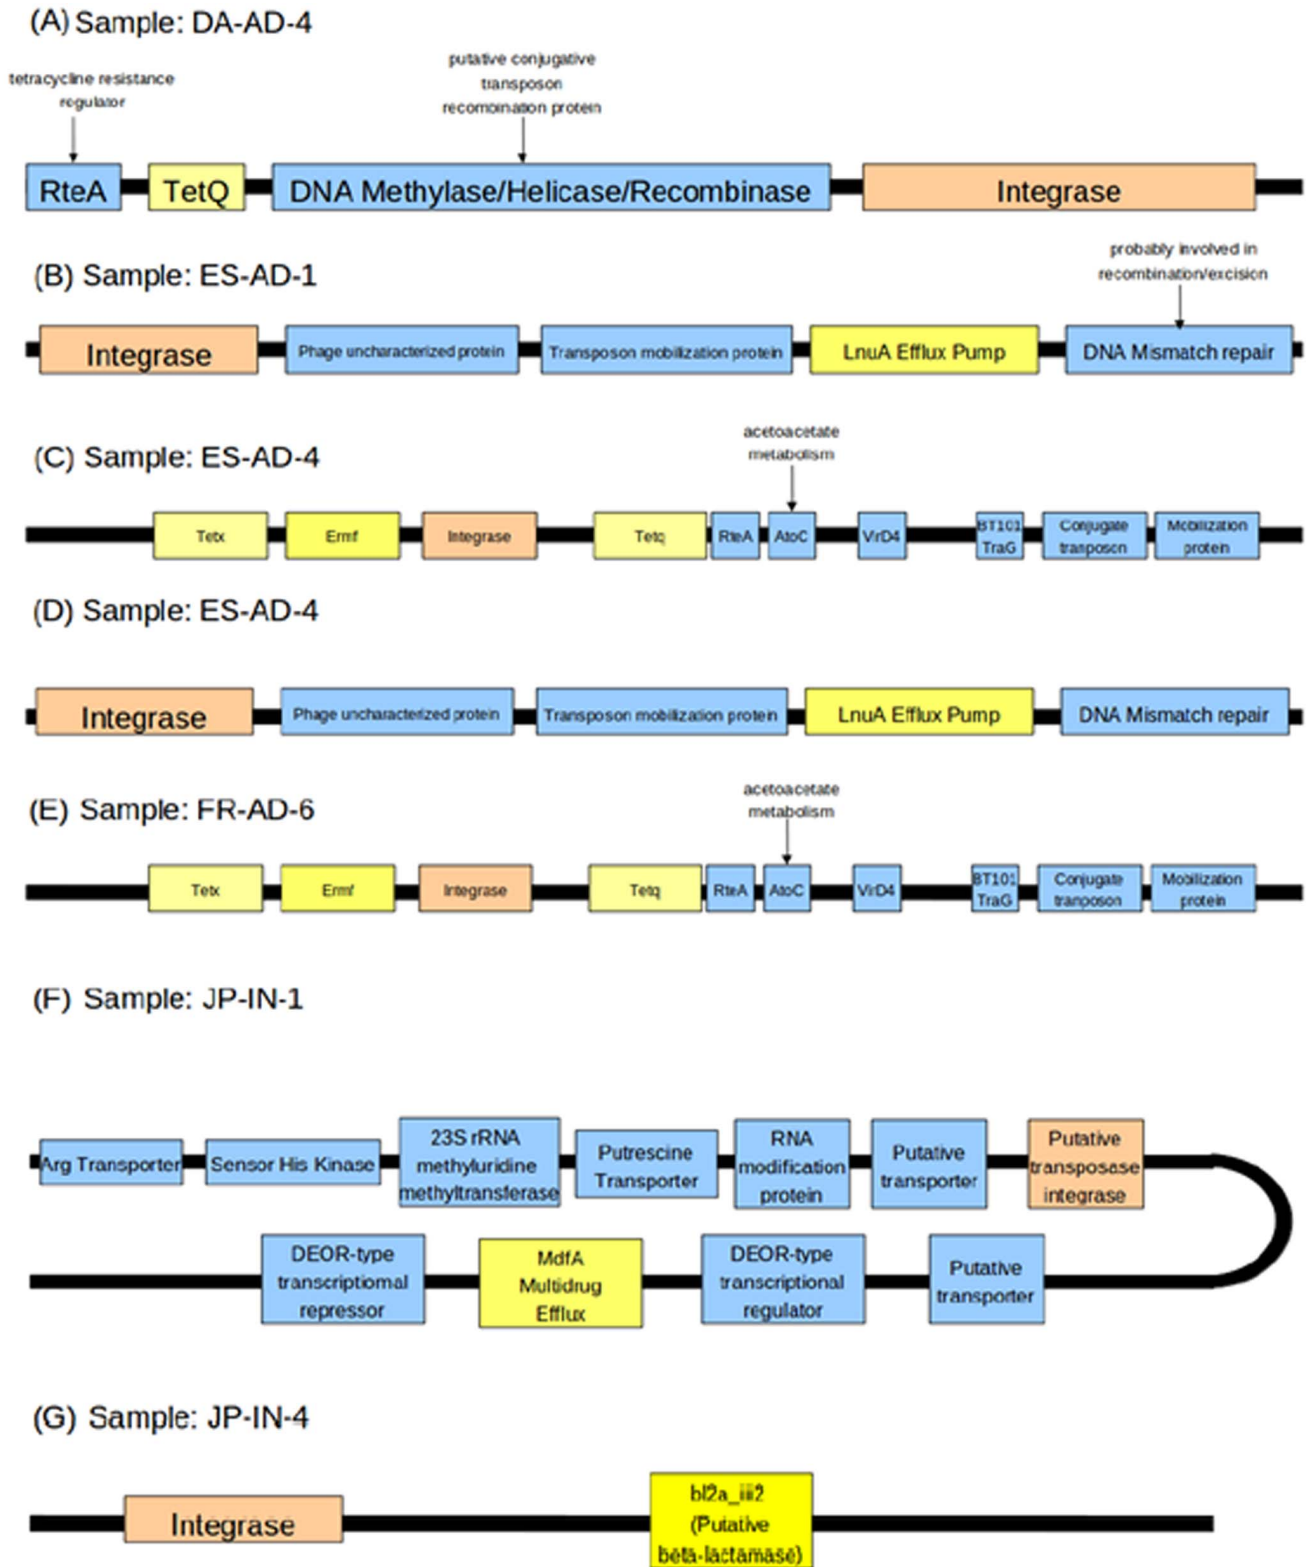 (A) Sample: DA-AD-4
tetracycline resistance
regulator
putative conjugative
transposon
recombination protein
RteA
TetQ
DNA Methylase/Helicase/Recombinase
Integrase
(B) Sample: ES-AD-1
probably involved in
recombination/excision
Integrase
Phage uncharacterized protein
Transposon mobilization protein
LnuA Efflux Pump
DNA Mismatch repair
(C) Sample: ES-AD-4
acetoacetate
metabolism
Tetx
Ermf
Integrase
Tetq
RteA
AtoC
VirD4
BT101
TraG
Conjugate
tranposon
Mobilization
protein
(D) Sample: ES-AD-4
Integrase
Phage uncharacterized protein
Transposon mobilization protein
LnuA Efflux Pump
DNA Mismatch repair
(E) Sample: FR-AD-6
acetoacetate
metabolism
Tetx
Ermf
Integrase
Tetq
RteA
AtoC
VirD4
BT101
TraG
Conjugate
tranposon
Mobilization
protein
(F) Sample: JP-IN-1
Arg Transporter
Sensor His Kinase
23S rRNA
methyluridine
methyltransferase
Putrescine
Transporter
RNA
modification
protein
Putative
transporter
Putative
transposase
integrase
DEOR-type
transcriptiomal
repressor
MdfA
Multidrug
Efflux
DEOR-type
transcriptional
regulator
Putative
transporter
(G) Sample: JP-IN-4
Integrase
bl2a_iii2
(Putative
beta-lactamase)